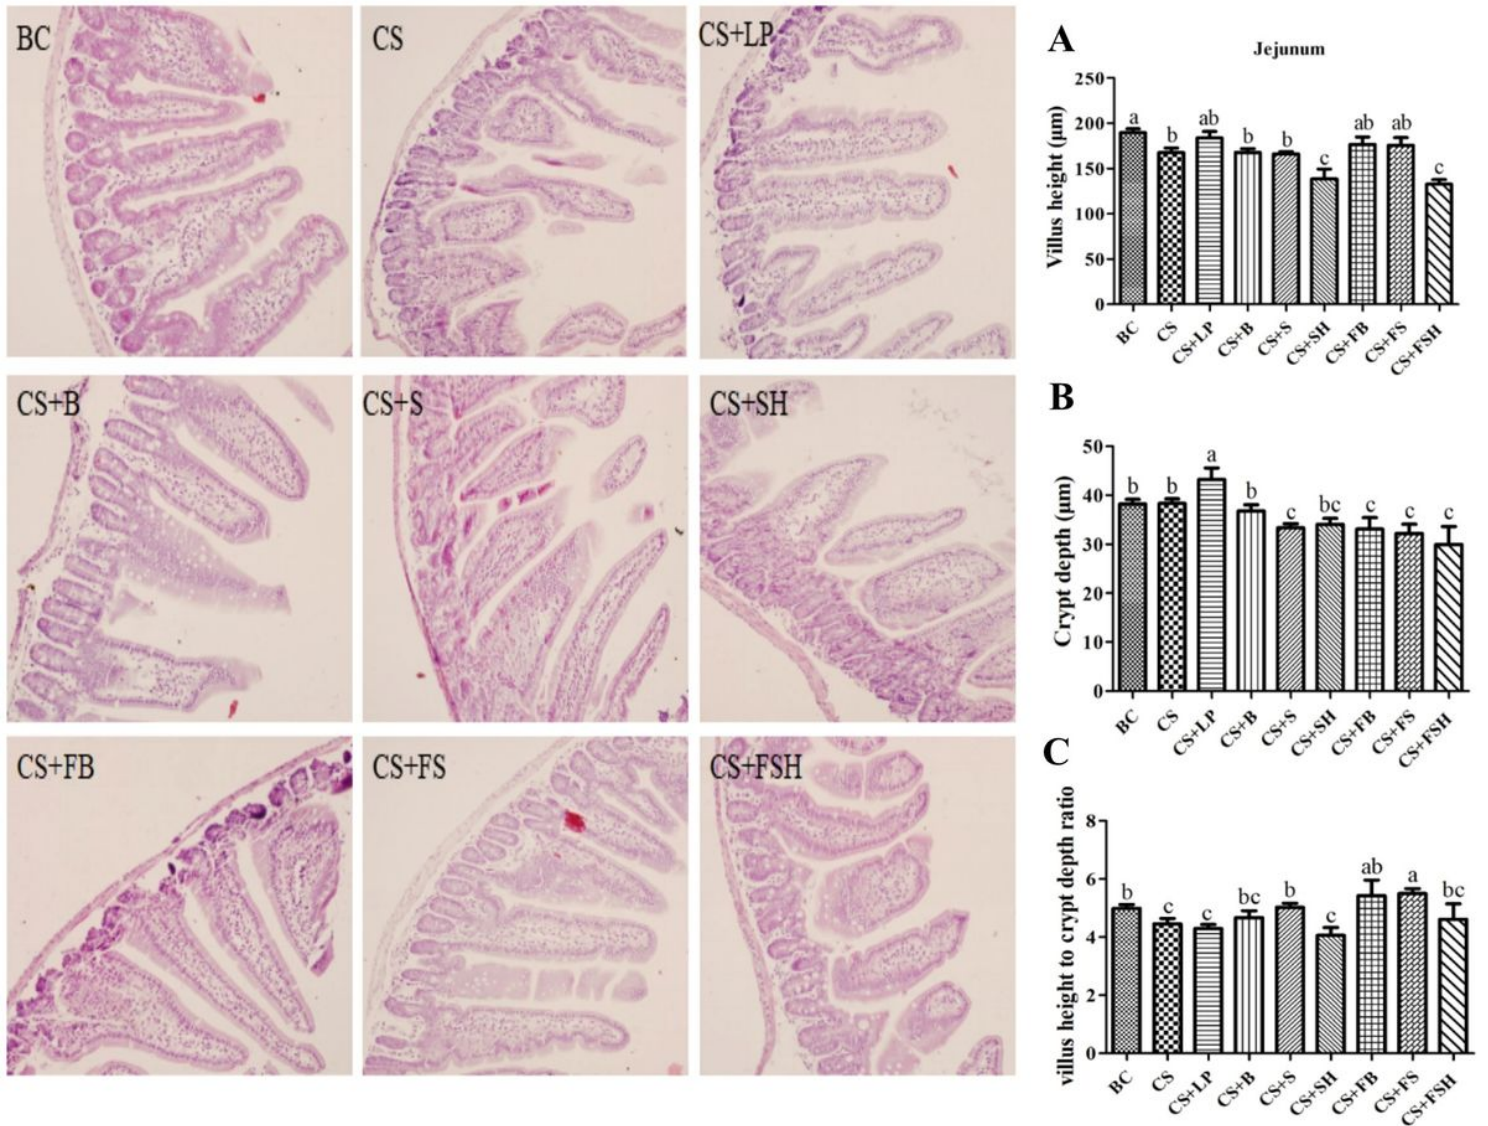 BC
CS
CS+LP
CS+B
CS+S
CS+SH
CS+FB
CS+FS
CS+FSH
A
Jejunum
Villus height (μm)
250
200
150
100
50
0
a
b
ab
b
b
c
ab
ab
c
BC
CS
CS+LP
CS+B
CS+S
CS+SH
CS+FB
CS+FS
CS+FSH
B
Crypt depth (μm)
50
40
30
20
10
0
b
b
a
b
c
bc
c
c
c
BC
CS
CS+LP
CS+B
CS+S
CS+SH
CS+FB
CS+FS
CS+FSH
C
villus height to crypt depth ratio
8
6
4
2
0
b
c
c
bc
b
c
ab
a
bc
BC
CS
CS+LP
CS+B
CS+S
CS+SH
CS+FB
CS+FS
CS+FSH